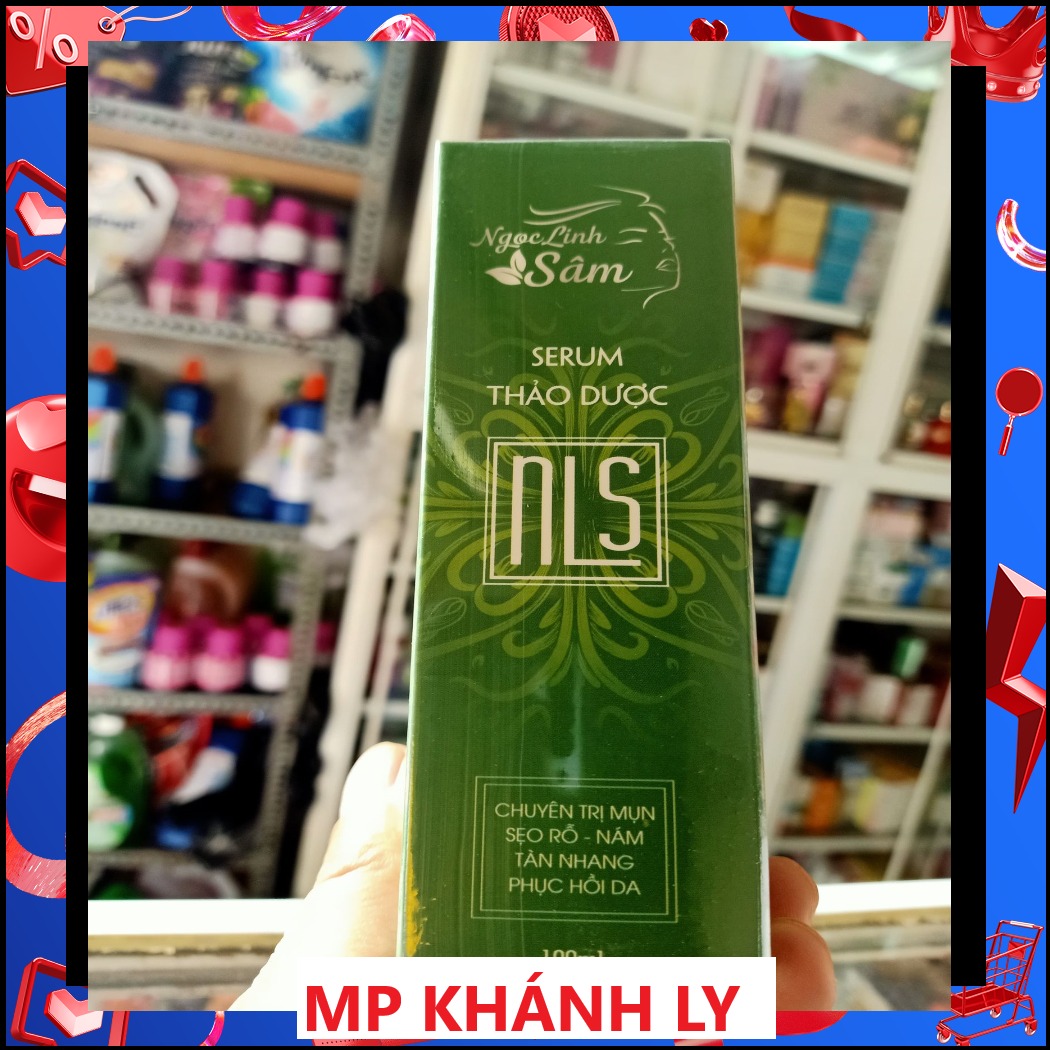 %
Ngọc Linh
Sâm
SERUM
THẢO DƯỢC
NLS
CHUYÊN TRỊ MỤN
SẸO RỖ - NÁM
TÀN NHANG
PHỤC HỒI DA
100ml
MP KHÁNH LY